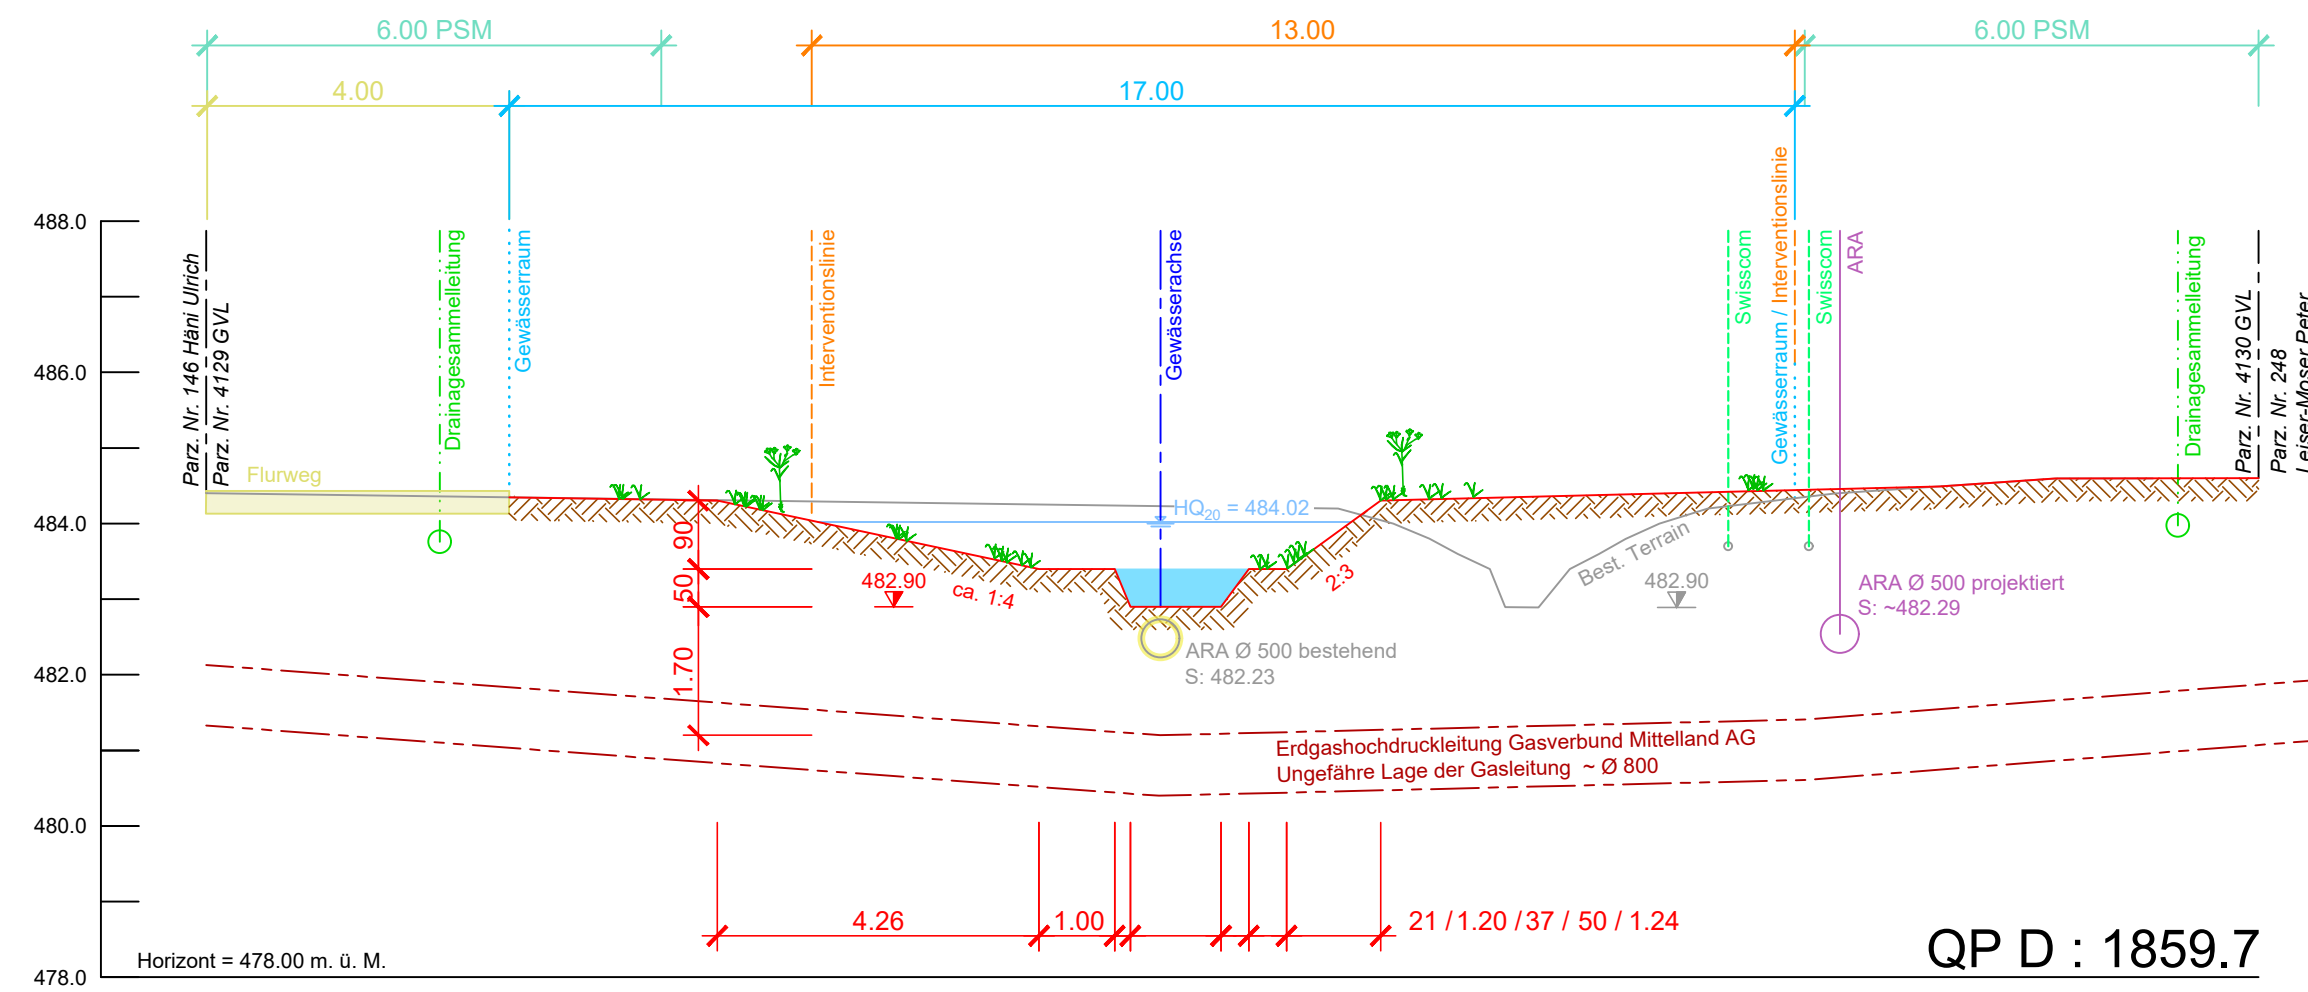 6.00 PSM
13.00
6.00 PSM
4.00
17.00
488.0
486.0
484.0
482.0
480.0
478.0
Parz. Nr. 146 Häni Ulrich
Parz. Nr. 4129 GVL
Drainagesammelleitung
Gewässerraum
Interventionslinie
Gewässerachse
Swisscom
Gewässerraum / Interventionslinie
Swisscom
ARA
Drainagesammelleitung
Parz. Nr. 4130 GVL
Parz. Nr. 248
Leiser-Moser Peter
Flurweg
HQ20 = 484.02
90
50
1.70
482.90
ca. 1:4
2:3
Best. Terrain
482.90
ARA Ø 500 projektiert
S: ~482.29
ARA Ø 500 bestehend
S: 482.23
Erdgashochdruckleitung Gasverbund Mittelland AG
Ungefähre Lage der Gasleitung ~ Ø 800
4.26
1.00
21 / 1.20 / 37 / 50 / 1.24
Horizont = 478.00 m. ü. M.
QP D : 1859.7